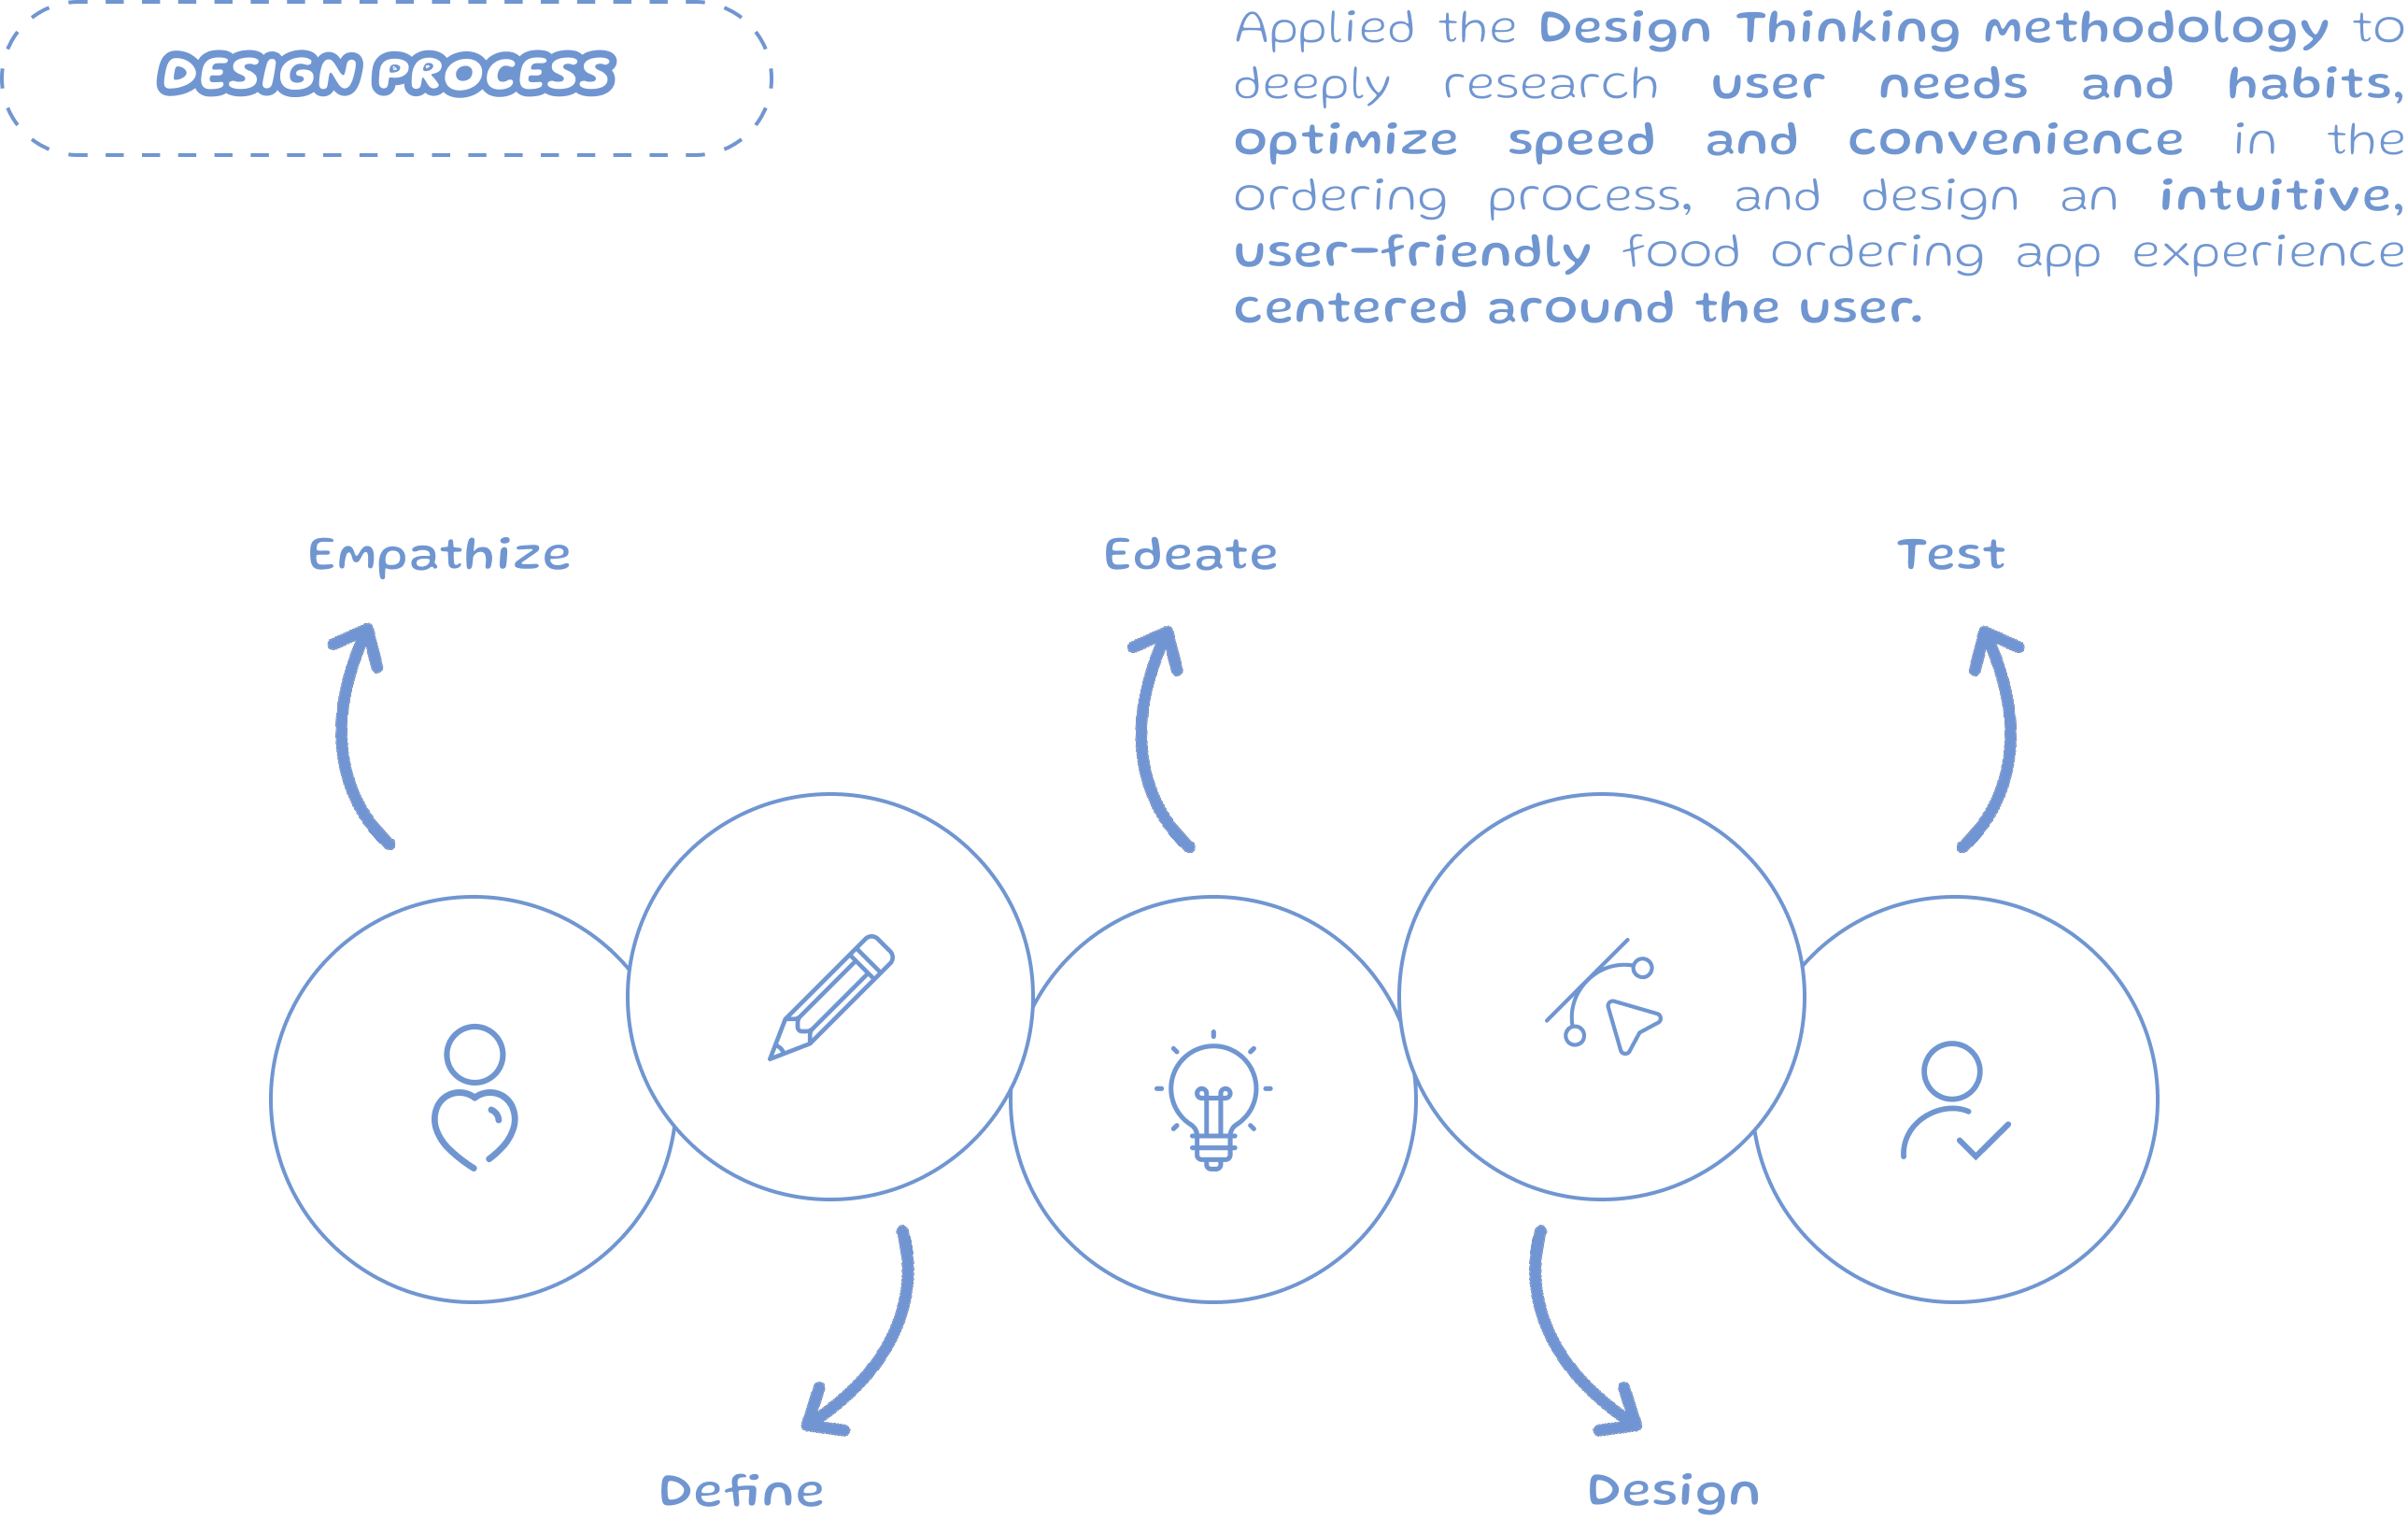 DESIGN PROCESS
Applied the Design Thinking methodology to
deeply research user needs and habits,
optimize speed and convenience in the
ordering process, and design an intuitive,
user-friendly food ordering app experience
centered around the user.
Empathize
Edeate
Test
Define
Design